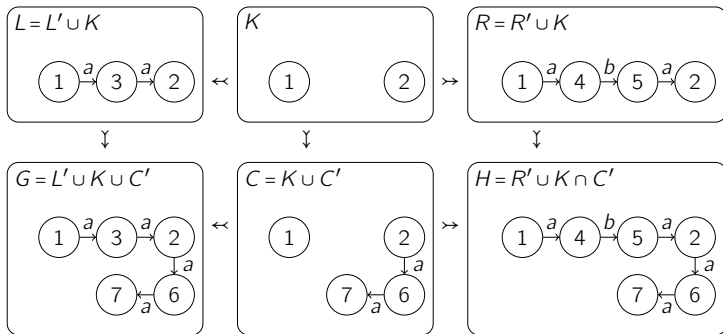 L = L′ ∪ K
1 a 3 a 2
K
1 2
R = R′ ∪ K
1 a 4 b 5 a 2
G = L′ ∪ K ∪ C′
1 a 3 a 2
a
7 a 6
C = K ∪ C′
1 2
a
7 a 6
H = R′ ∪ K ∩ C′
1 a 4 b 5 a 2
a
7 a 6